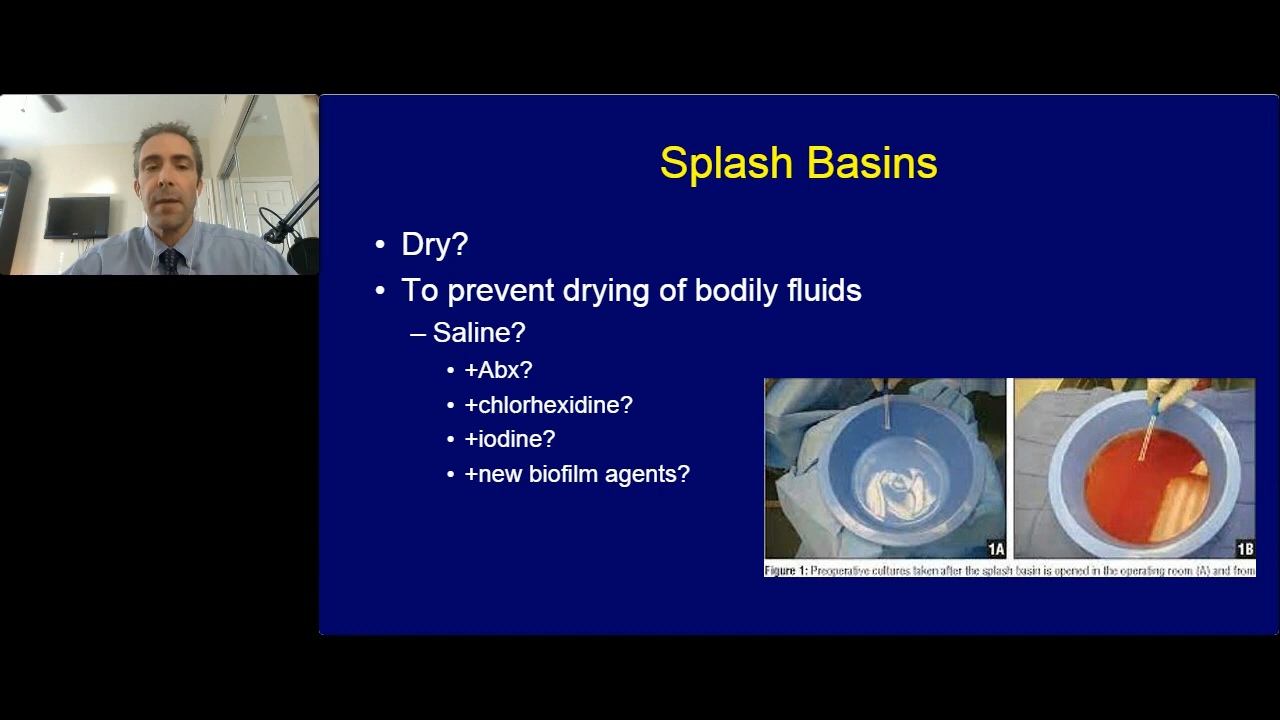 Splash Basins
• Dry?
• To prevent drying of bodily fluids
– Saline?
• +Abx?
• +chlorhexidine?
• +iodine?
• +new biofilm agents?
1A
1B
Figure 1: Preoperative cultures taken after the splash basin is opened in the operating room (A) and from